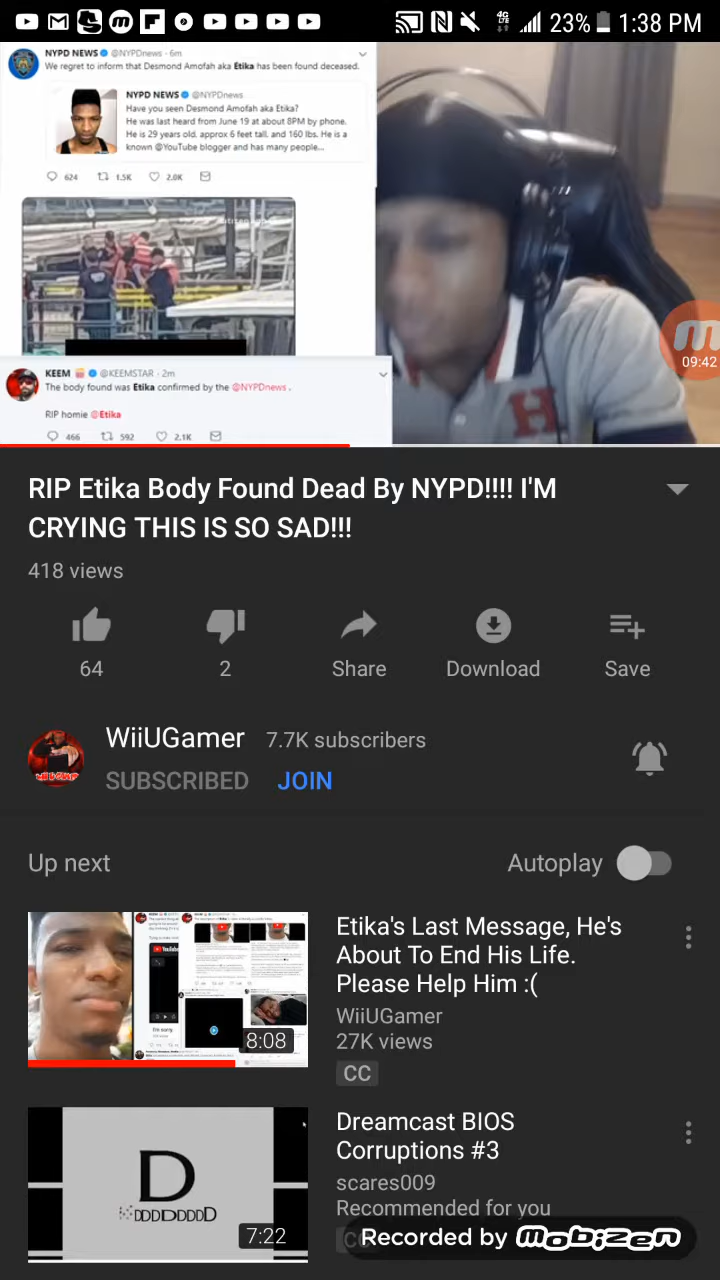 23% 1:38 PM
NYPD NEWS @NYPDnews · 6m
We regret to inform that Desmond Amofah aka Etika has been found deceased.
NYPD NEWS @NYPDnews
Have you seen Desmond Amofah aka Etika?
He was last heard from June 19 at about 8PM by phone.
He is 29 years old, approx 6 feet tall, and 160 lbs. He is a
known @YouTube blogger and has many people...
624 1.5K 2.0K
KEEM @KEEMSTAR · 2m
The body found was Etika confirmed by the @NYPDnews .
RIP homie @Etika
466 592 2.1K
H
09:42
RIP Etika Body Found Dead By NYPD!!!! I'M
CRYING THIS IS SO SAD!!!
418 views
64 2 Share Download Save
WiiUGamer 7.7K subscribers
SUBSCRIBED JOIN
Up next Autoplay
Etika's Last Message, He's
About To End His Life.
Please Help Him :(
WiiUGamer
27K views
CC
I'm sorry
8:08
Dreamcast BIOS
Corruptions #3
scares009
Recommended for you
D
DDDDDDDD
7:22
Recorded by Mobizen